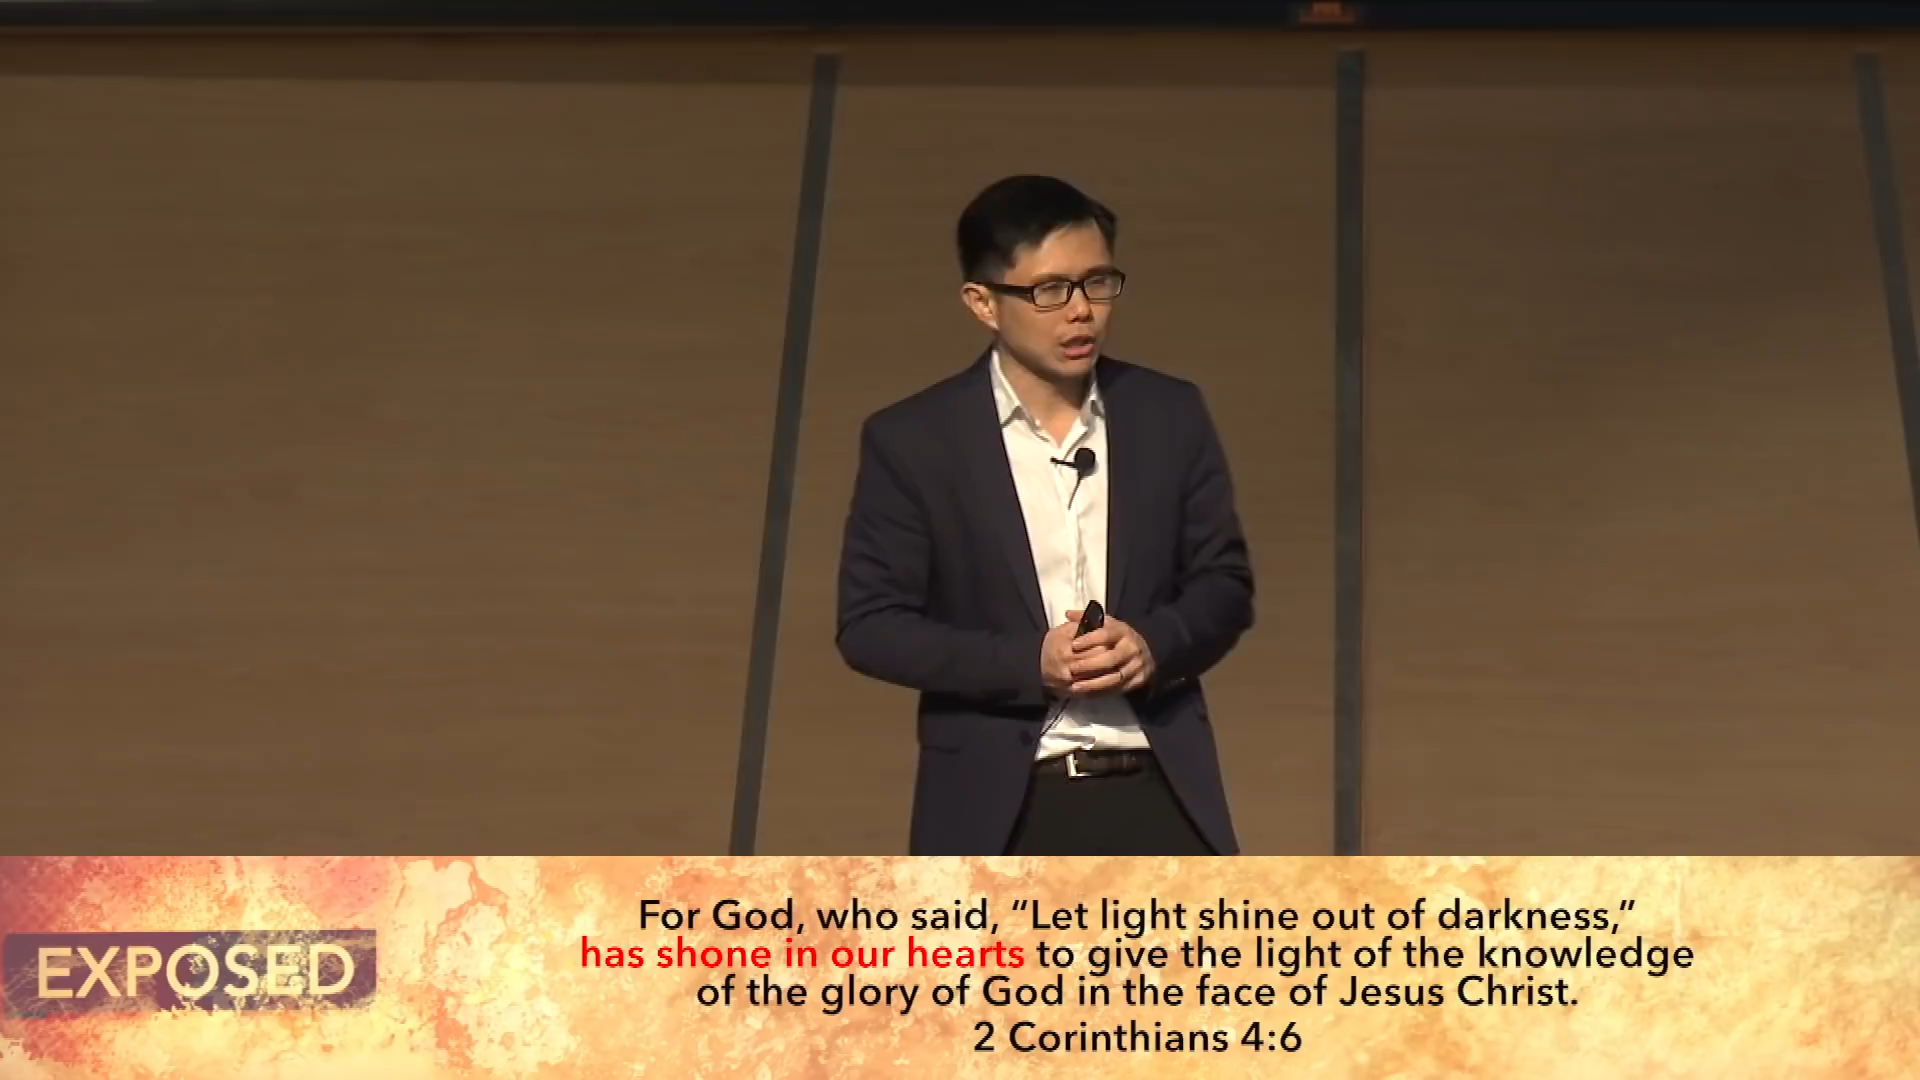 EXPOSED
For God, who said, “Let light shine out of darkness,”
has shone in our hearts to give the light of the knowledge
of the glory of God in the face of Jesus Christ.
2 Corinthians 4:6